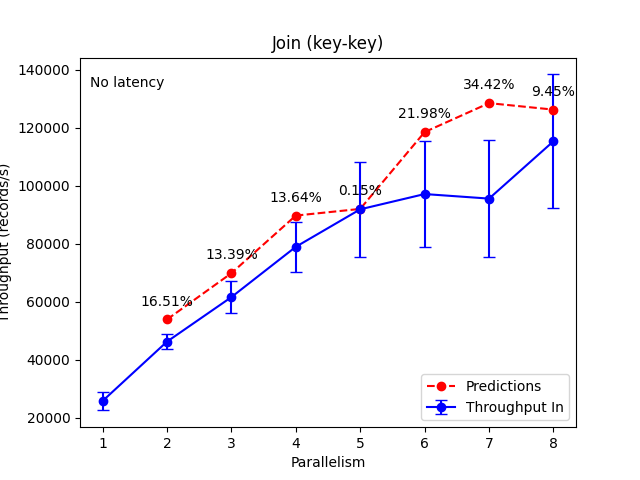 Join (key-key)
No latency
140000
120000
100000
80000
60000
40000
20000
Throughput (records/s)
16.51%
13.39%
13.64%
0.15%
21.98%
34.42%
9.45%
Predictions
Throughput In
1 2 3 4 5 6 7 8
Parallelism